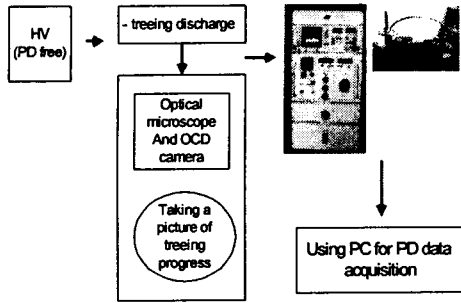 HV
(PD free)
- treeing discharge
Optical
microscope
And OCD
camera
Taking a
picture of
treeing
progress
Using PC for PD data
acquisition